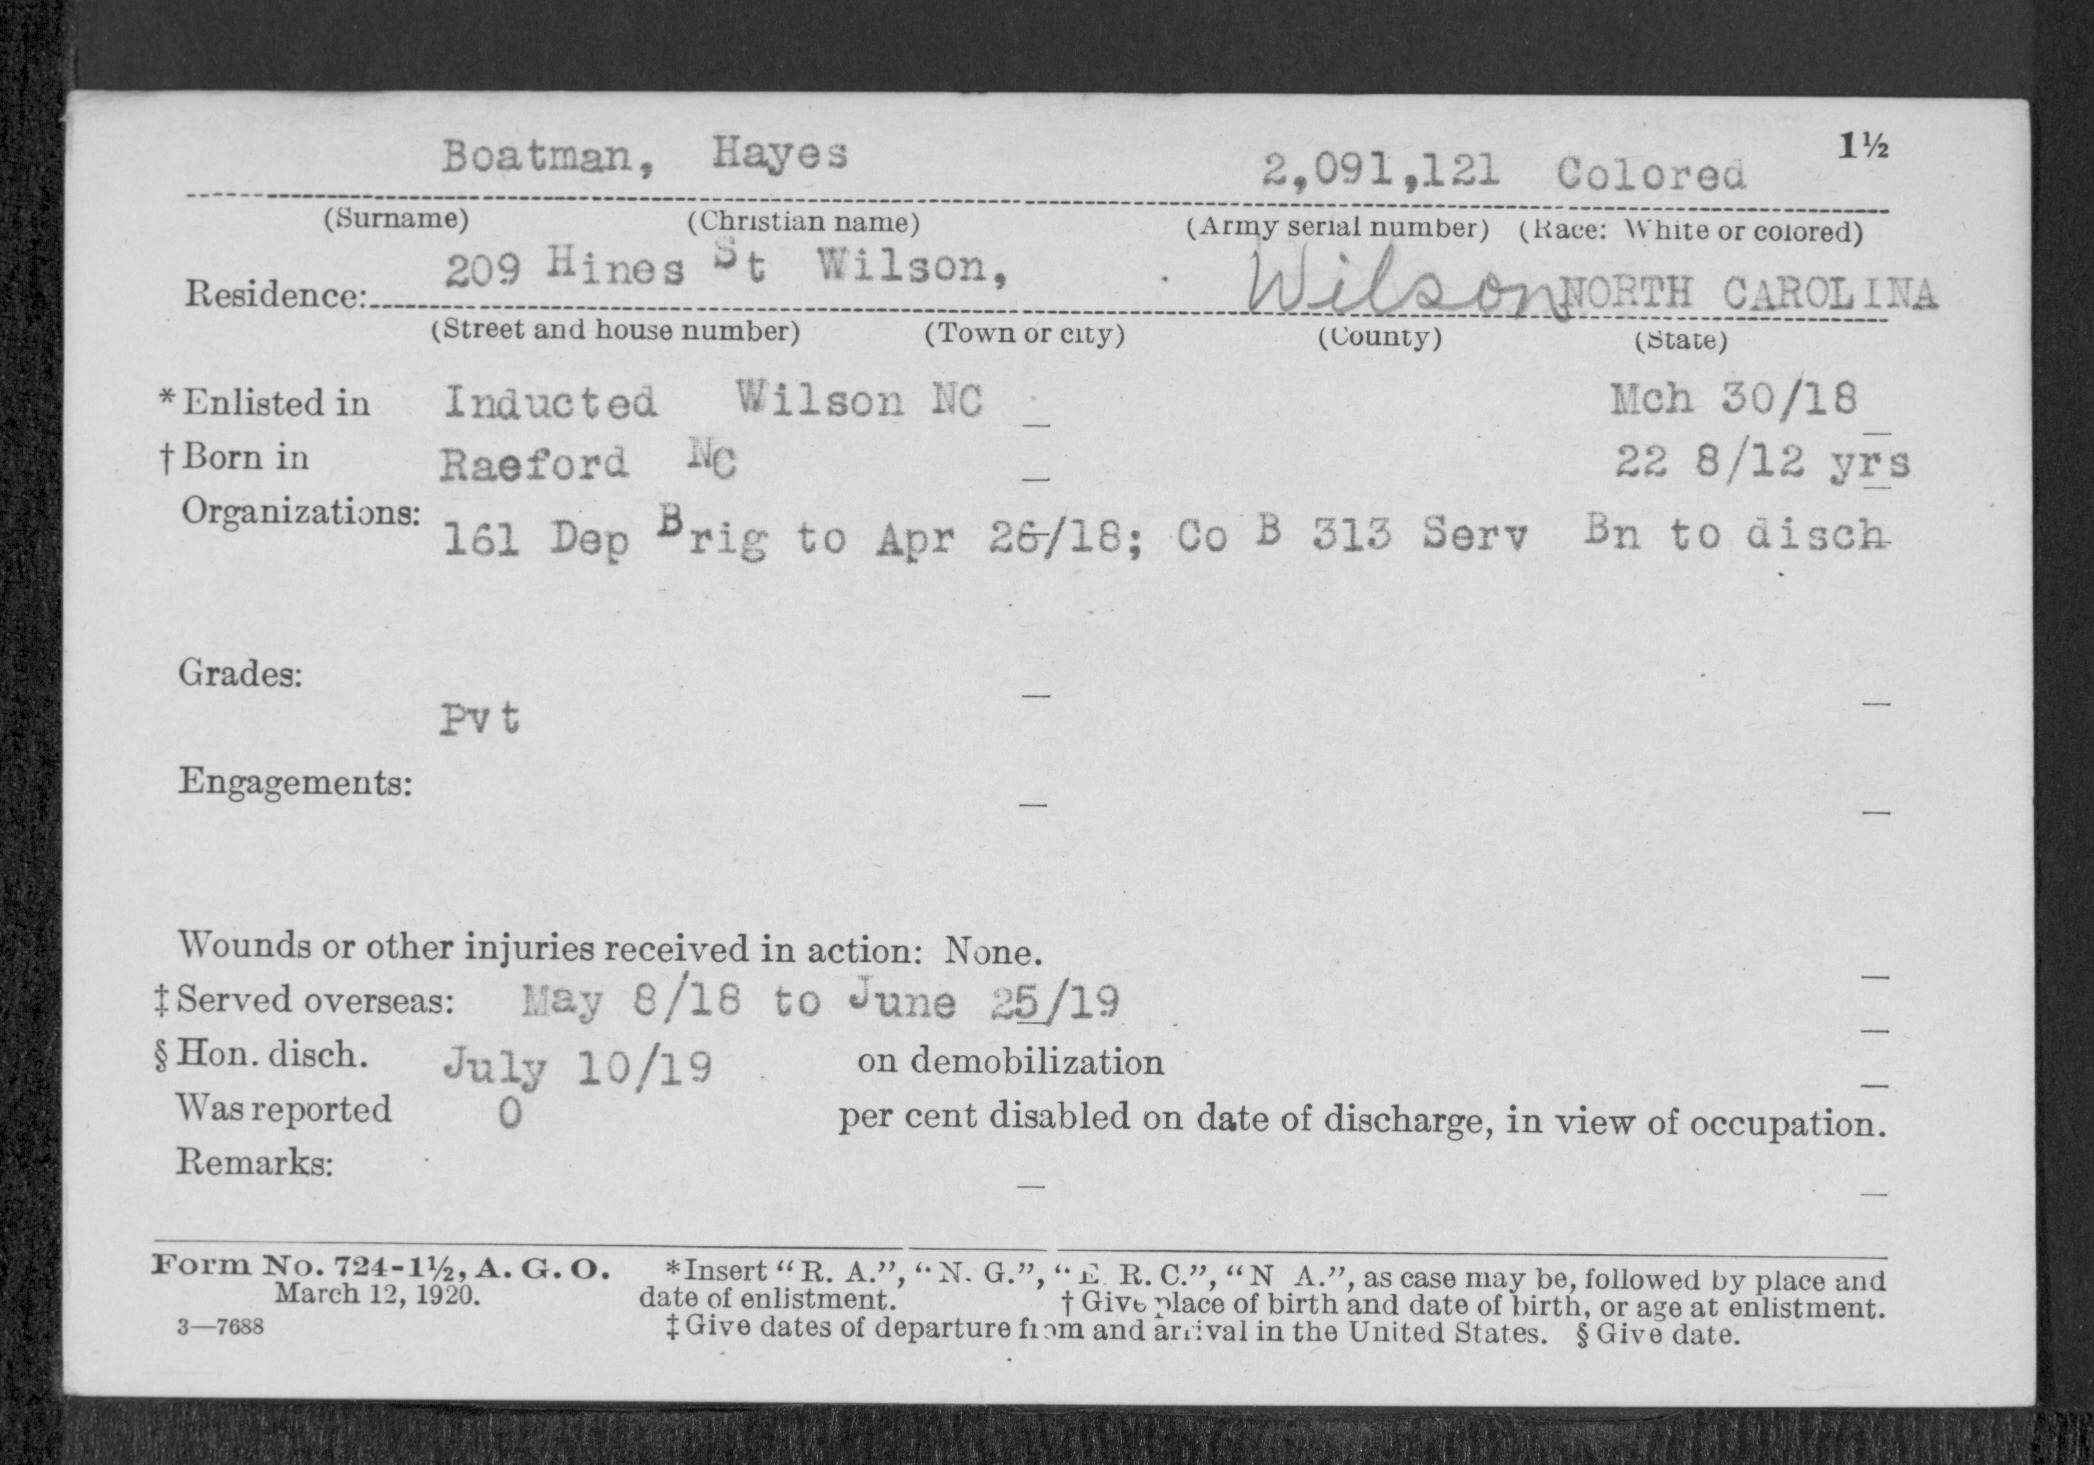 1½
Boatman, Hayes 2,091,121 Colored
(Surname) (Christian name) (Army serial number) (Race: White or colored)
Residence: 209 Hines St Wilson, Wilson NORTH CAROLINA
(Street and house number) (Town or city) (County) (State)
*Enlisted in Inducted Wilson NC Mch 30/18
†Born in Raeford NC 22 8/12 yrs
Organizations: 161 Dep Brig to Apr 26/18; Co B 313 Serv Bn to disch
Grades:
Pvt
Engagements:
Wounds or other injuries received in action: None.
‡Served overseas: May 8/18 to June 25/19
§Hon. disch. July 10/19 on demobilization
Was reported 0 per cent disabled on date of discharge, in view of occupation.
Remarks:
Form No. 724-1½, A. G. O. *Insert "R. A.", "N. G.", "E. R. C.", "N A.", as case may be, followed by place and
March 12, 1920. date of enlistment. †Give place of birth and date of birth, or age at enlistment.
3—7688 ‡Give dates of departure from and arrival in the United States. §Give date.